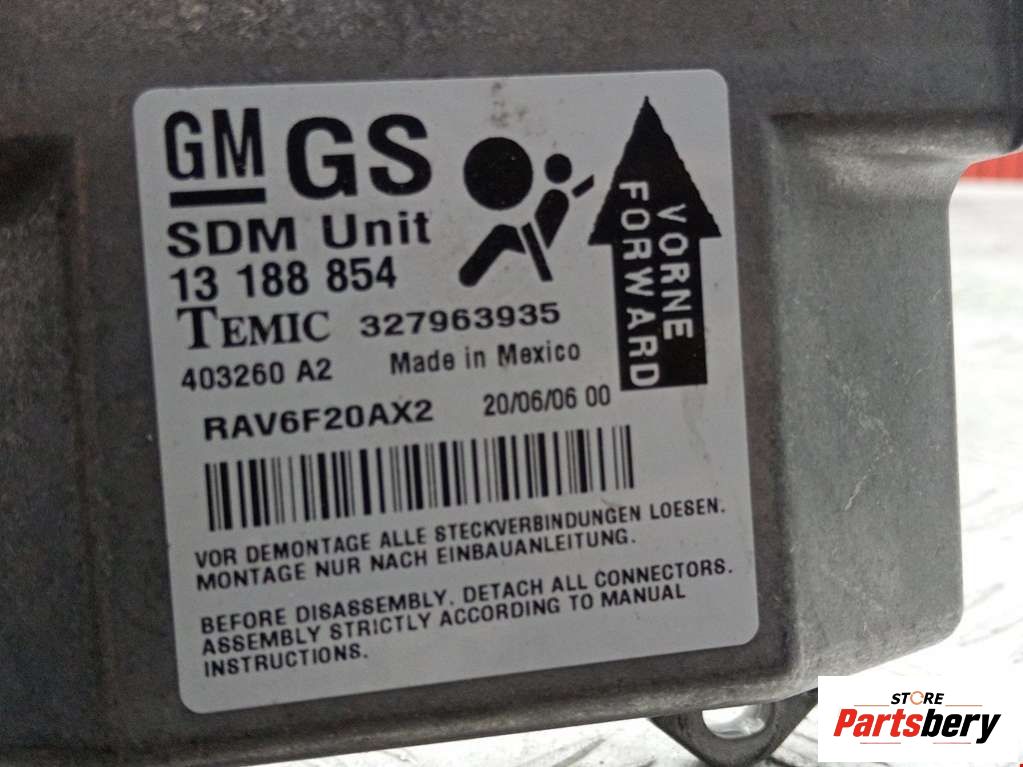 GM GS
SDM Unit
13 188 854
TEMIC 327963935
403260 A2 Made in Mexico
RAV6F20AX2 20/06/06 00
VORNE
FORWARD
VOR DEMONTAGE ALLE STECKVERBINDUNGEN LOESEN.
MONTAGE NUR NACH EINBAUANLEITUNG.
BEFORE DISASSEMBLY, DETACH ALL CONNECTORS.
ASSEMBLY STRICTLY ACCORDING TO MANUAL
INSTRUCTIONS.
STORE
Partsbery